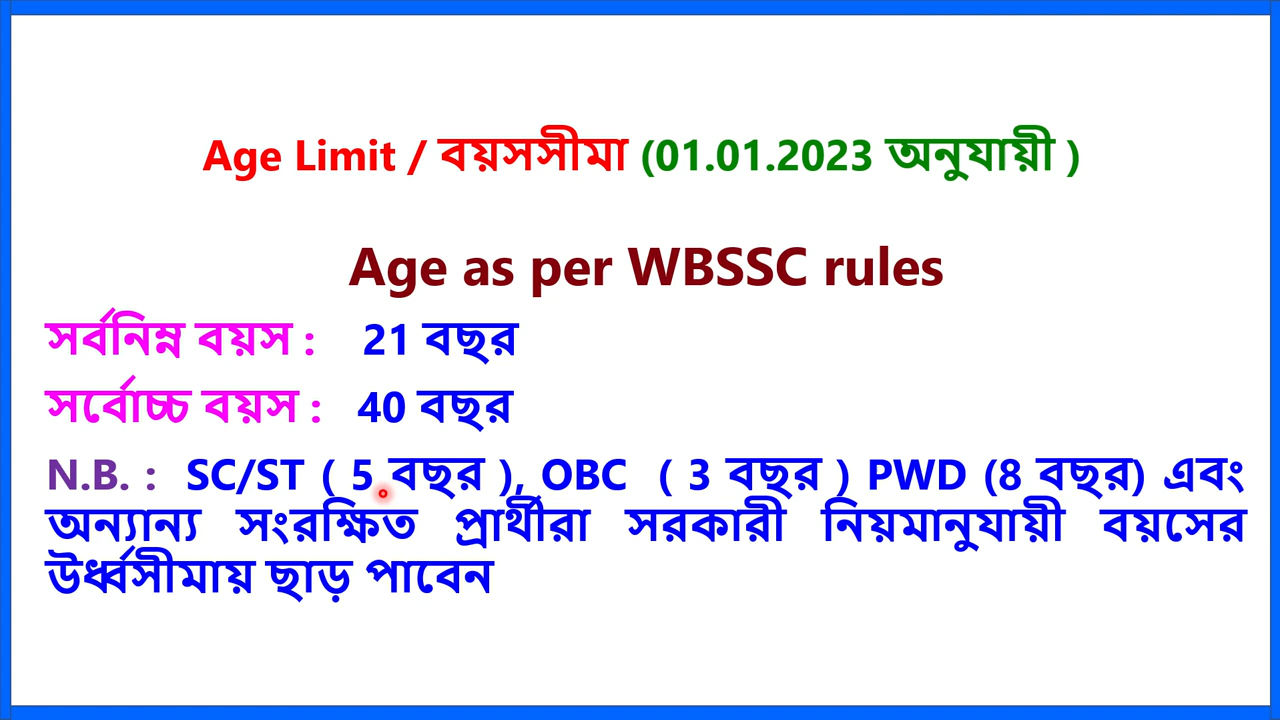 Age Limit / বয়সসীমা (01.01.2023 অনুযায়ী )
Age as per WBSSC rules
সর্বনিম্ন বয়স : 21 বছর
সর্বোচ্চ বয়স : 40 বছর
N.B. : SC/ST ( 5 বছর ), OBC ( 3 বছর ) PWD (8 বছর) এবং
অন্যান্য সংরক্ষিত প্রার্থীরা সরকারী নিয়মানুযায়ী বয়সের
উর্ধ্বসীমায় ছাড় পাবেন